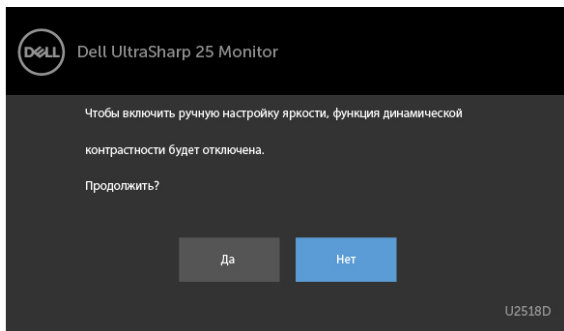 DELL
Dell UltraSharp 25 Monitor
Чтобы включить ручную настройку яркости, функция динамической
контрастности будет отключена.
Продолжить?
Да
Нет
U2518D